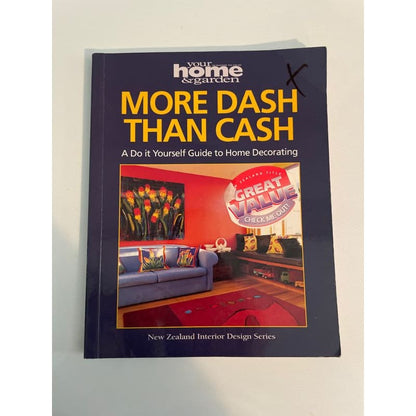 your
home
&garden
X
MORE DASH
THAN CASH
A Do it Yourself Guide to Home Decorating
GREAT
VALUE
CHECK ME OUT!
New Zealand Interior Design Series